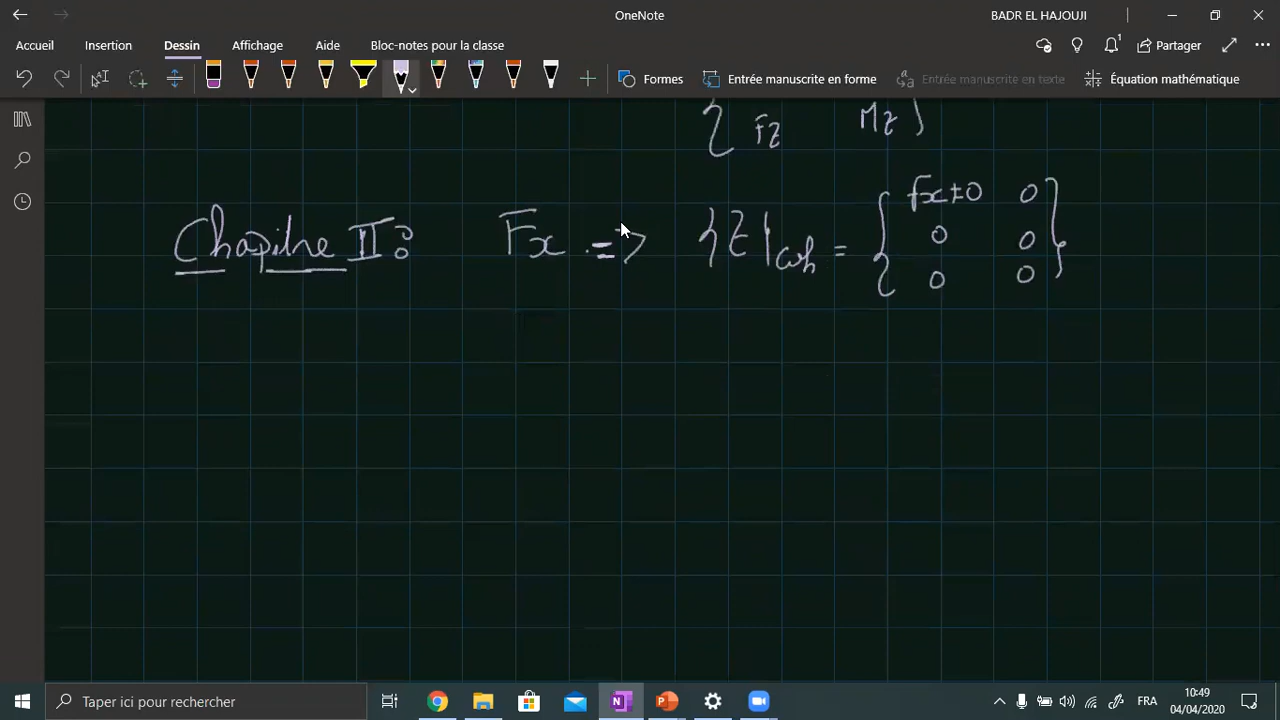 OneNote
BADR EL HAJOUJI
Accueil Insertion Dessin Affichage Aide Bloc-notes pour la classe Partager
Formes Entrée manuscrite en forme Entrée manuscrite en texte Équation mathématique
{ Fz Mz }
Chapitre II : Fx => {τ}coh = { fx≠0 0
0 0
0 0 }
Taper ici pour rechercher
FRA
10:49
04/04/2020